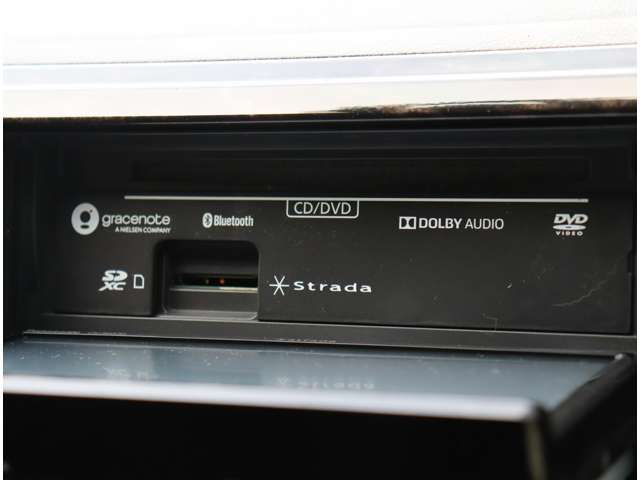 gracenote
A NIELSEN COMPANY
Bluetooth
CD/DVD
DOLBY AUDIO
DVD
VIDEO
SD
XC
Strada